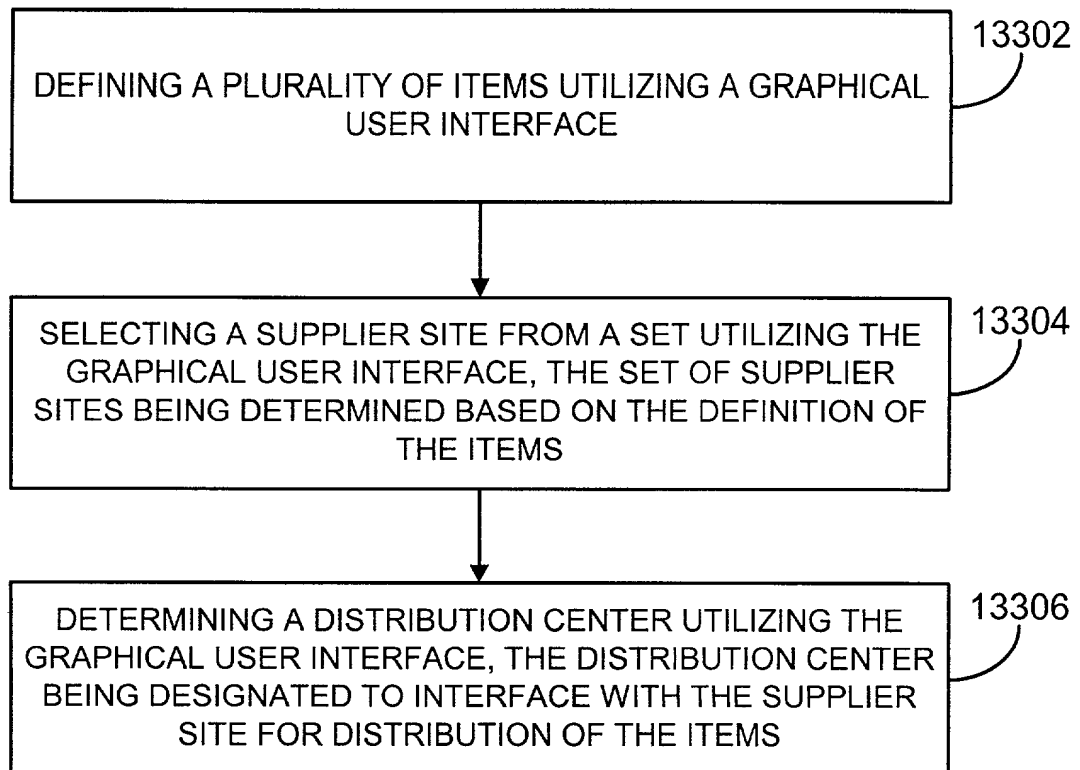 13302
DEFINING A PLURALITY OF ITEMS UTILIZING A GRAPHICAL
USER INTERFACE
13304
SELECTING A SUPPLIER SITE FROM A SET UTILIZING THE
GRAPHICAL USER INTERFACE, THE SET OF SUPPLIER
SITES BEING DETERMINED BASED ON THE DEFINITION OF
THE ITEMS
13306
DETERMINING A DISTRIBUTION CENTER UTILIZING THE
GRAPHICAL USER INTERFACE, THE DISTRIBUTION CENTER
BEING DESIGNATED TO INTERFACE WITH THE SUPPLIER
SITE FOR DISTRIBUTION OF THE ITEMS